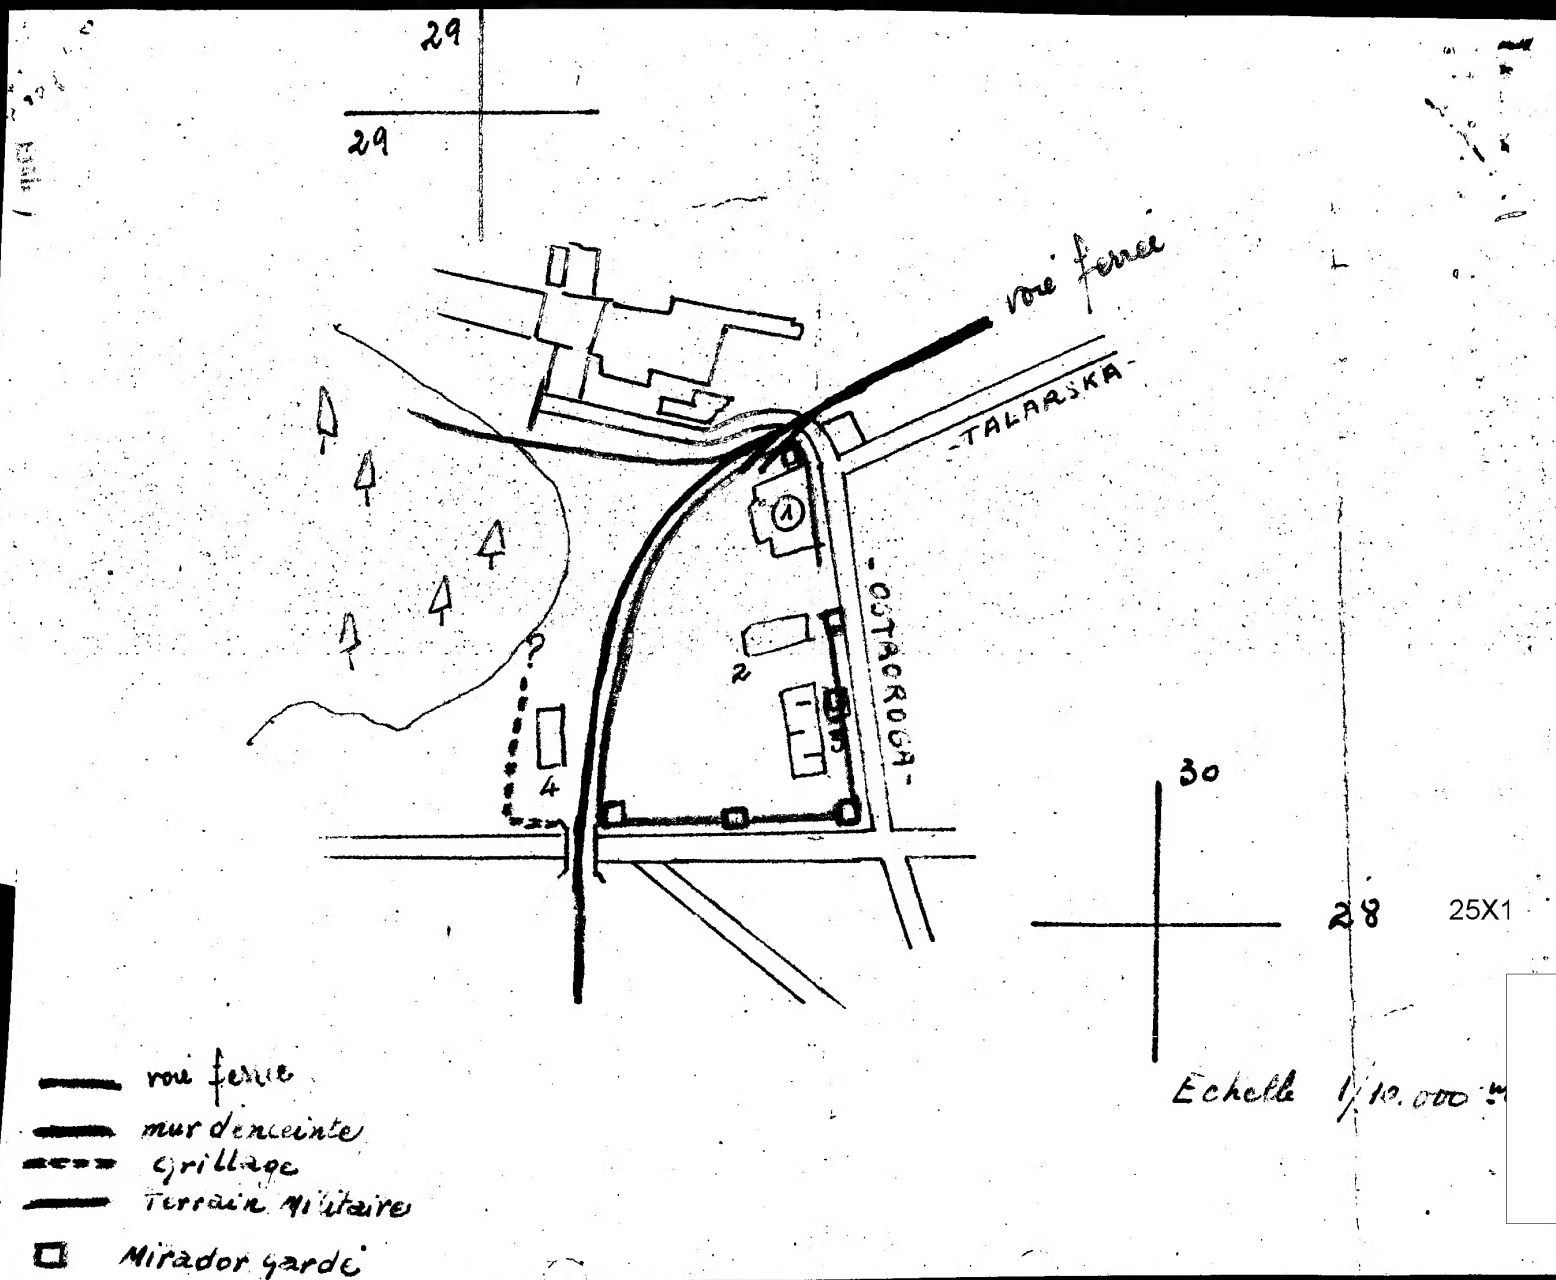 29
29
voie ferrée
-TALARSKA-
1
-OSTROROGA-
2
?
4
30
28
25X1
Echelle 1/10.000
voie ferrée
mur d'enceinte
grillage
Terrain Militaire
Mirador gardé